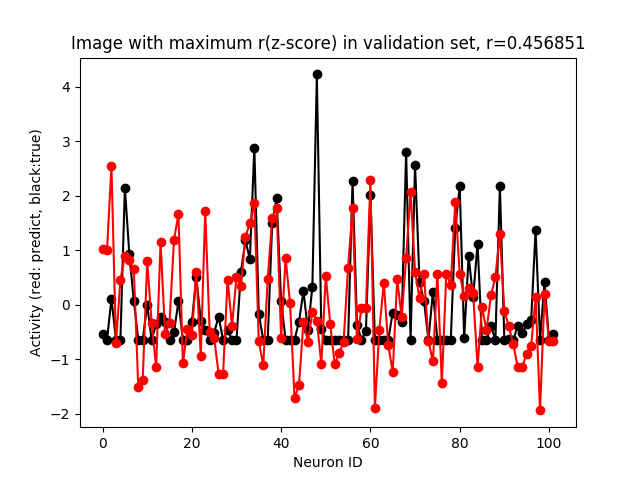 Image with maximum r(z-score) in validation set, r=0.456851
Activity (red: predict, black:true)
4
3
2
1
0
−1
−2
0 20 40 60 80 100
Neuron ID